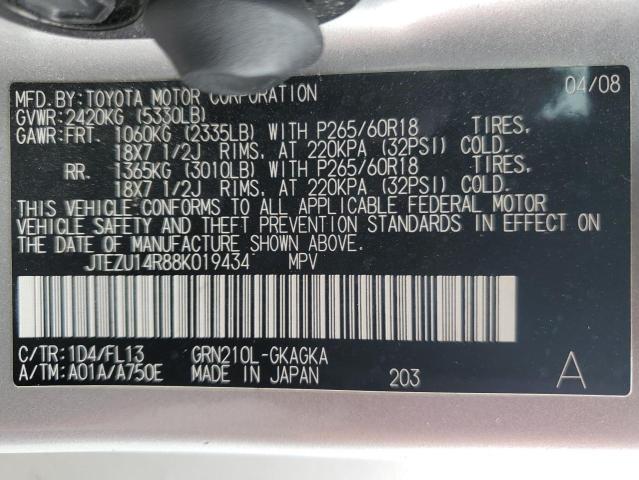 MFD. BY: TOYOTA MOTOR CORPORATION 04/08
GVWR: 2420KG (5330LB)
GAWR: FRT. 1060KG (2335LB) WITH P265/60R18 TIRES,
18X7 1/2J RIMS, AT 220KPA (32PSI) COLD.
RR. 1365KG (3010LB) WITH P265/60R18 TIRES,
18X7 1/2J RIMS, AT 220KPA (32PSI) COLD.
THIS VEHICLE CONFORMS TO ALL APPLICABLE FEDERAL MOTOR
VEHICLE SAFETY AND THEFT PREVENTION STANDARDS IN EFFECT ON
THE DATE OF MANUFACTURE SHOWN ABOVE.
JTEZU14R88K019434 MPV
C/TR: 1D4/FL13 GRN210L-GKAGKA
A/TM: A01A/A750E MADE IN JAPAN 203 A